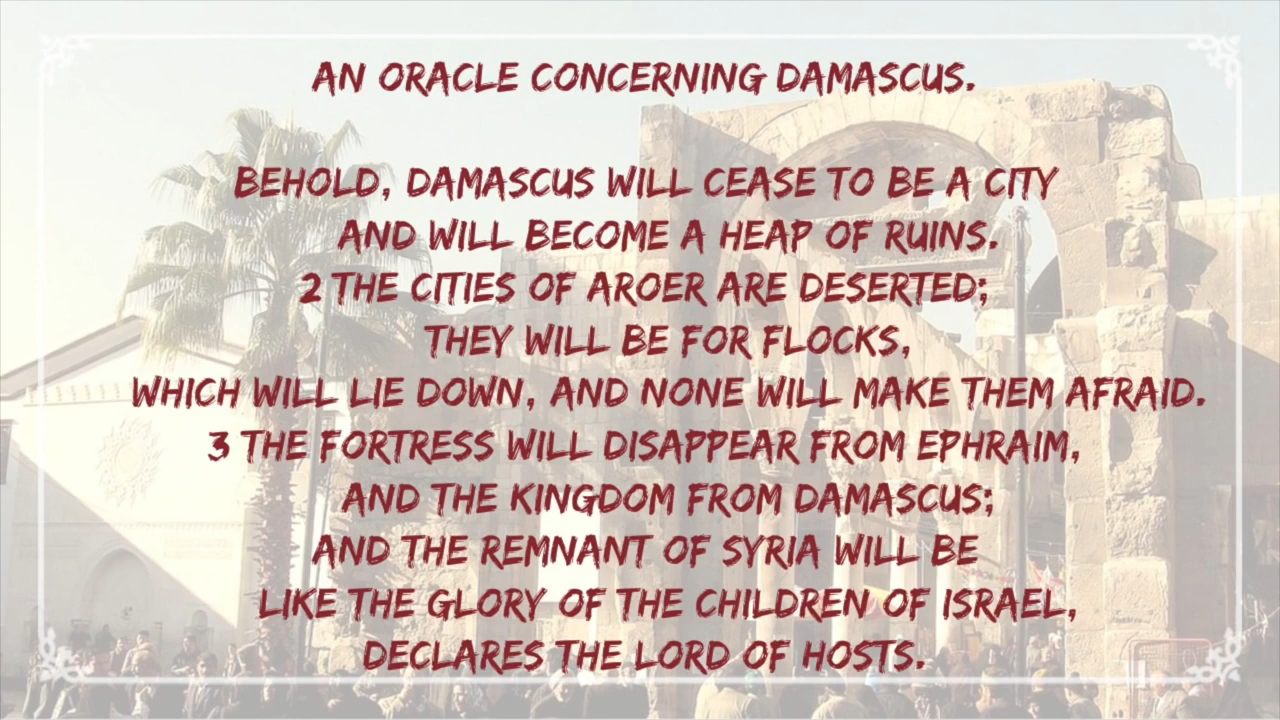 AN ORACLE CONCERNING DAMASCUS.
BEHOLD, DAMASCUS WILL CEASE TO BE A CITY
AND WILL BECOME A HEAP OF RUINS.
2 THE CITIES OF AROER ARE DESERTED;
THEY WILL BE FOR FLOCKS,
WHICH WILL LIE DOWN, AND NONE WILL MAKE THEM AFRAID.
3 THE FORTRESS WILL DISAPPEAR FROM EPHRAIM,
AND THE KINGDOM FROM DAMASCUS;
AND THE REMNANT OF SYRIA WILL BE
LIKE THE GLORY OF THE CHILDREN OF ISRAEL,
DECLARES THE LORD OF HOSTS.